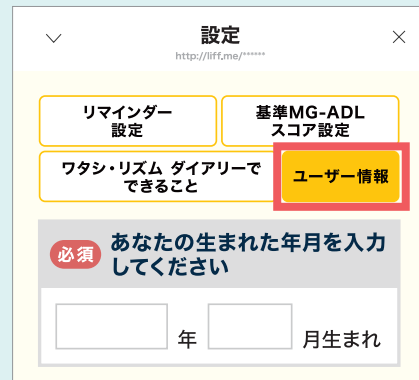 設定
http://liff.me/******
リマインダー
設定
基準MG-ADL
スコア設定
ワタシ・リズム ダイアリーで
できること
ユーザー情報
必須
あなたの生まれた年月を入力
してください
年
月生まれ